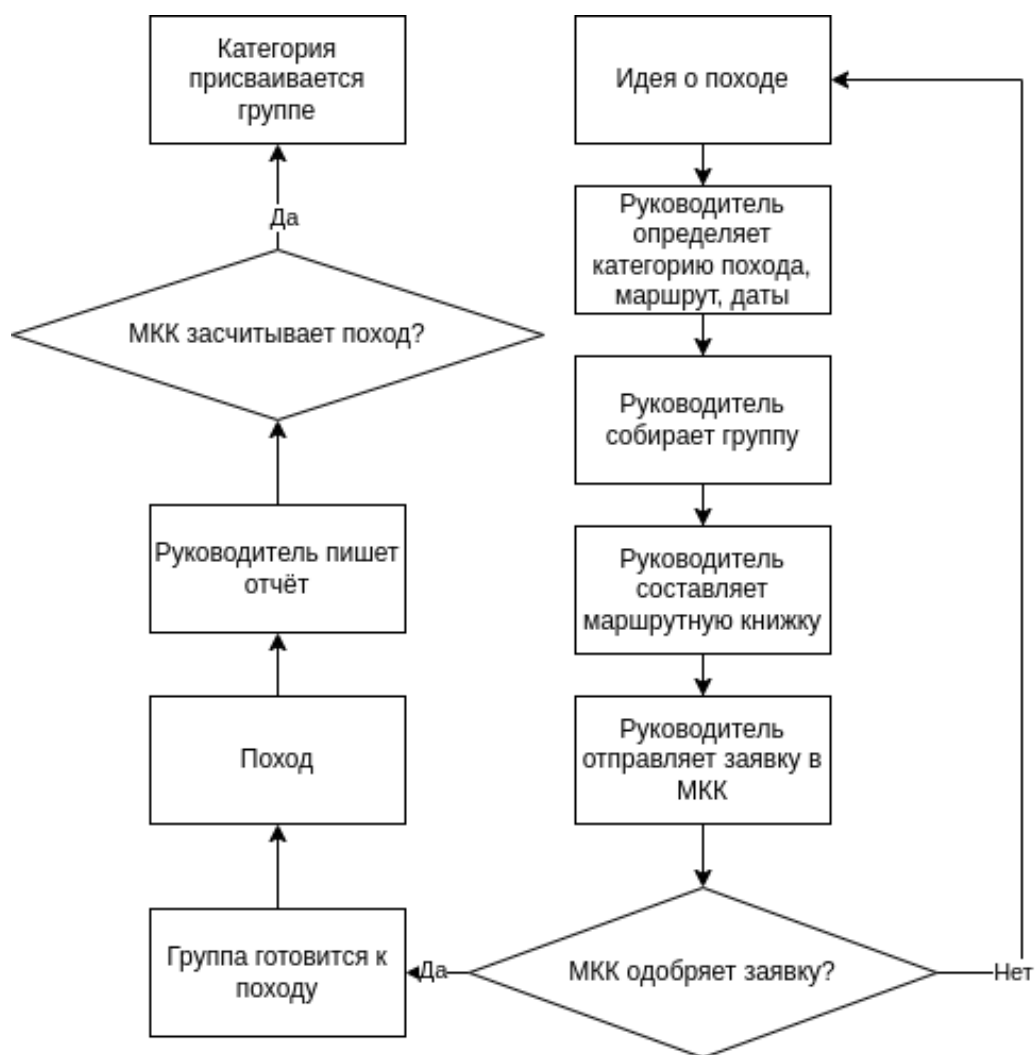 Категория
присваивается
группе
Идея о походе
Да
Руководитель
определяет
категорию похода,
маршрут, даты
МКК засчитывает поход?
Руководитель
собирает группу
Руководитель пишет
отчёт
Руководитель
составляет
маршрутную книжку
Поход
Руководитель
отправляет заявку в
МКК
Группа готовится к
походу
Да
МКК одобряет заявку?
Нет